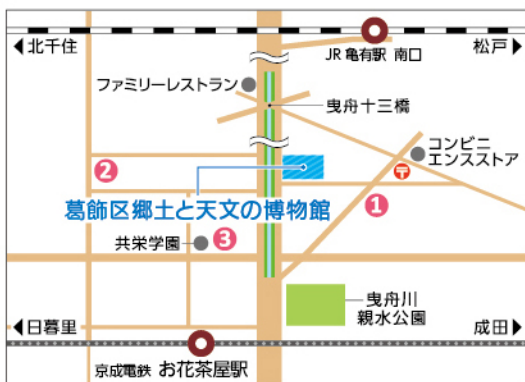 北千住
松戸
JR 亀有駅 南口
ファミリーレストラン
曳舟十三橋
コンビニ
エンスストア
〒
❷
❶
葛飾区郷土と天文の博物館
共栄学園
❸
曳舟川
親水公園
日暮里
成田
京成電鉄 お花茶屋駅